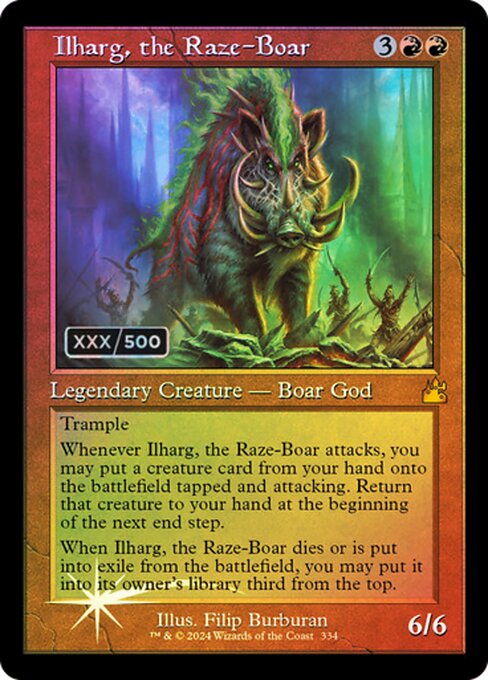 Ilharg, the Raze-Boar 3
XXX/500
Legendary Creature — Boar God
Trample
Whenever Ilharg, the Raze-Boar attacks, you
may put a creature card from your hand onto
the battlefield tapped and attacking. Return
that creature to your hand at the beginning
of the next end step.
When Ilharg, the Raze-Boar dies or is put
into exile from the battlefield, you may put it
into its owner's library third from the top.
Illus. Filip Burburan
™ & © 2024 Wizards of the Coast 334
6/6